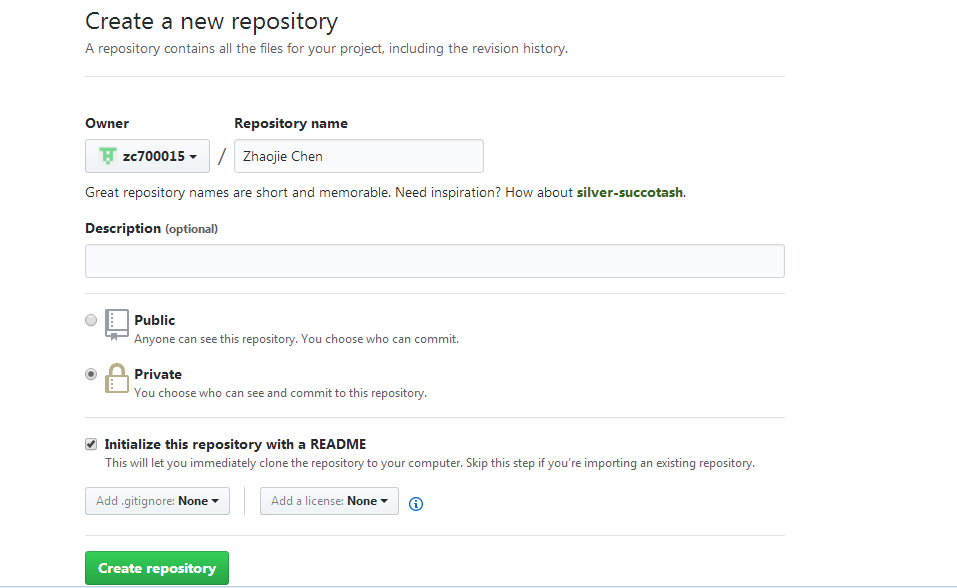 Create a new repository
A repository contains all the files for your project, including the revision history.
Owner
Repository name
zc700015
/
Zhaojie Chen
Great repository names are short and memorable. Need inspiration? How about silver-succotash.
Description (optional)
Public
Anyone can see this repository. You choose who can commit.
Private
You choose who can see and commit to this repository.
Initialize this repository with a README
This will let you immediately clone the repository to your computer. Skip this step if you're importing an existing repository.
Add .gitignore: None
Add a license: None
Create repository